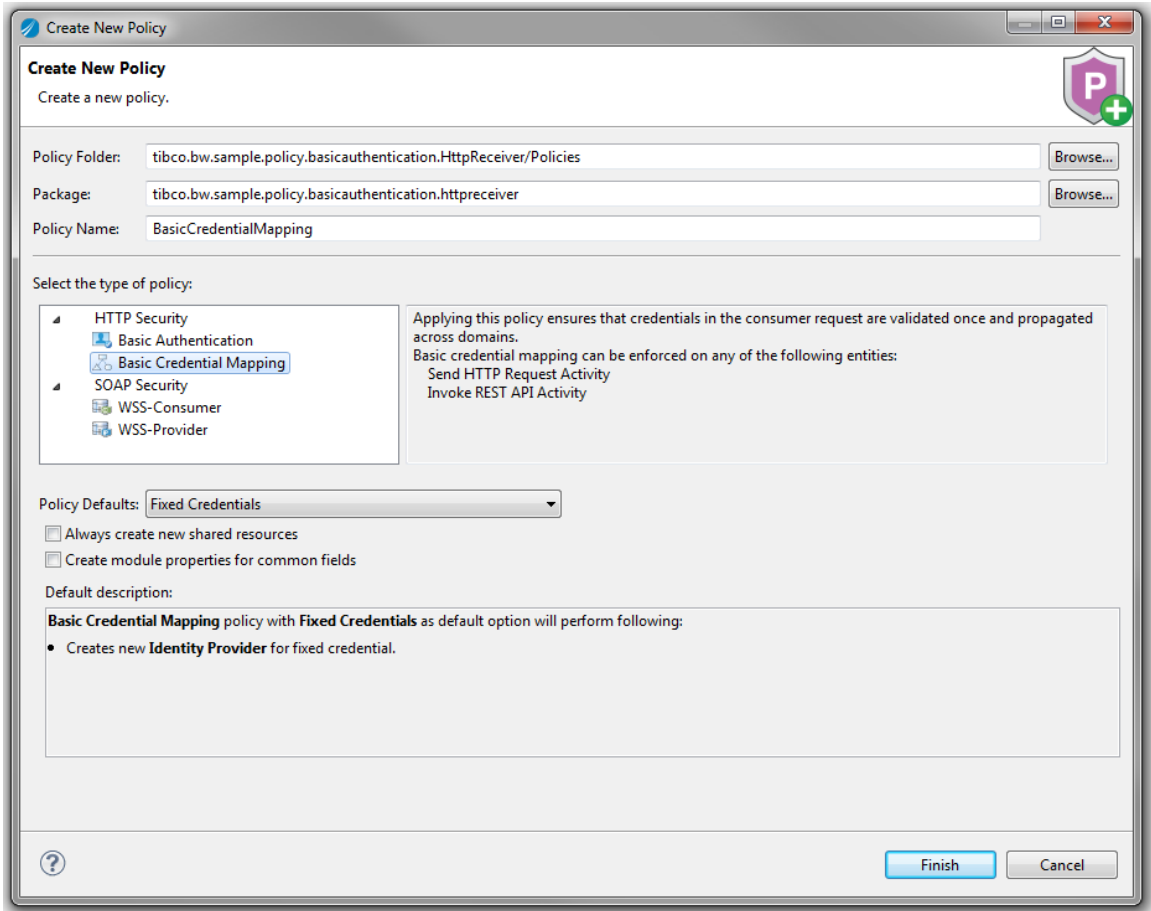 Create New Policy
Create New Policy
Create a new policy.
P
Policy Folder: tibco.bw.sample.policy.basicauthentication.HttpReceiver/Policies Browse...
Package: tibco.bw.sample.policy.basicauthentication.httpreceiver Browse...
Policy Name: BasicCredentialMapping
Select the type of policy:
HTTP Security
Basic Authentication
Basic Credential Mapping
SOAP Security
WSS-Consumer
WSS-Provider
Applying this policy ensures that credentials in the consumer request are validated once and propagated
across domains.
Basic credential mapping can be enforced on any of the following entities:
Send HTTP Request Activity
Invoke REST API Activity
Policy Defaults: Fixed Credentials
Always create new shared resources
Create module properties for common fields
Default description:
Basic Credential Mapping policy with Fixed Credentials as default option will perform following:
• Creates new Identity Provider for fixed credential.
? Finish Cancel